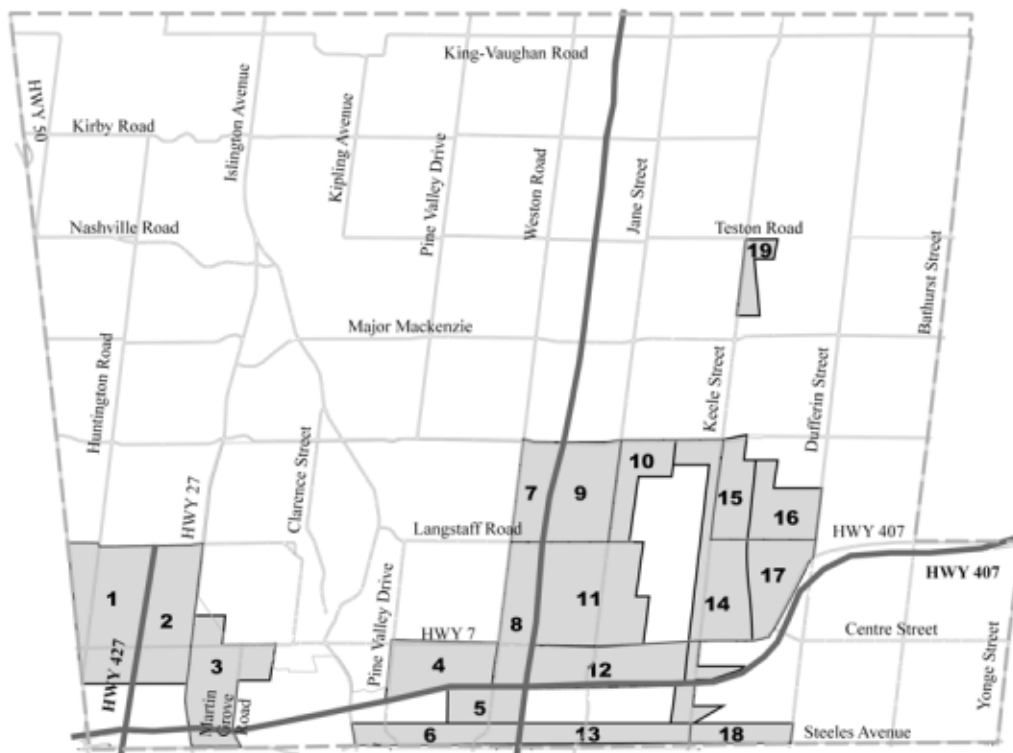 King-Vaughan Road
HWY 50
Islington Avenue
Kirby Road
Kipling Avenue
Pine Valley Drive
Weston Road
Jane Street
Nashville Road
Teston Road
19
Bathurst Street
Major Mackenzie
Huntington Road
Keele Street
Dufferin Street
Clarence Street
10
7
9
15
16
HWY 27
Langstaff Road
HWY 407
HWY 407
1
2
11
17
14
Pine Valley Drive
HWY 7
8
Centre Street
3
4
12
HWY 427
Martin
Grove
Road
5
Yonge Street
6
13
18
Steeles Avenue